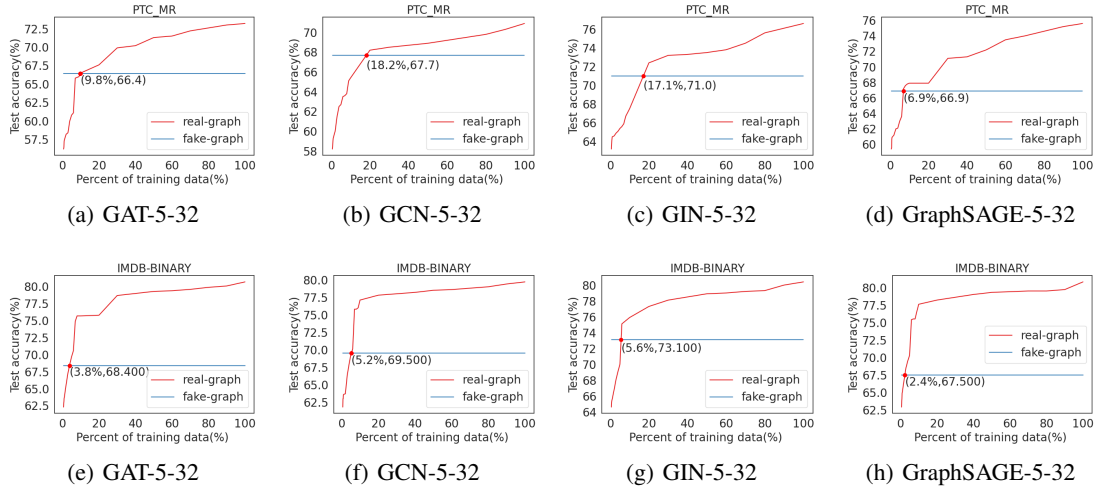 PTC_MR
72.5
70.0
67.5
65.0
62.5
60.0
57.5
Test accuracy(%)
(9.8%,66.4)
real-graph
fake-graph
0 20 40 60 80 100
Percent of training data(%)
(a) GAT-5-32
PTC_MR
70
68
66
64
62
60
58
Test accuracy(%)
(18.2%,67.7)
real-graph
fake-graph
0 20 40 60 80 100
Percent of training data(%)
(b) GCN-5-32
PTC_MR
76
74
72
70
68
66
64
Test accuracy(%)
(17.1%,71.0)
real-graph
fake-graph
0 20 40 60 80 100
Percent of training data(%)
(c) GIN-5-32
PTC_MR
76
74
72
70
68
66
64
62
60
Test accuracy(%)
(6.9%,66.9)
real-graph
fake-graph
0 20 40 60 80 100
Percent of training data(%)
(d) GraphSAGE-5-32
IMDB-BINARY
80.0
77.5
75.0
72.5
70.0
67.5
65.0
62.5
Test accuracy(%)
(3.8%,68.400)
real-graph
fake-graph
0 20 40 60 80 100
Percent of training data(%)
(e) GAT-5-32
IMDB-BINARY
80.0
77.5
75.0
72.5
70.0
67.5
65.0
62.5
Test accuracy(%)
(5.2%,69.500)
real-graph
fake-graph
0 20 40 60 80 100
Percent of training data(%)
(f) GCN-5-32
IMDB-BINARY
80
78
76
74
72
70
68
66
64
Test accuracy(%)
(5.6%,73.100)
real-graph
fake-graph
0 20 40 60 80 100
Percent of training data(%)
(g) GIN-5-32
IMDB-BINARY
80.0
77.5
75.0
72.5
70.0
67.5
65.0
62.5
Test accuracy(%)
real-graph
fake-graph
(2.4%,67.500)
0 20 40 60 80 100
Percent of training data(%)
(h) GraphSAGE-5-32